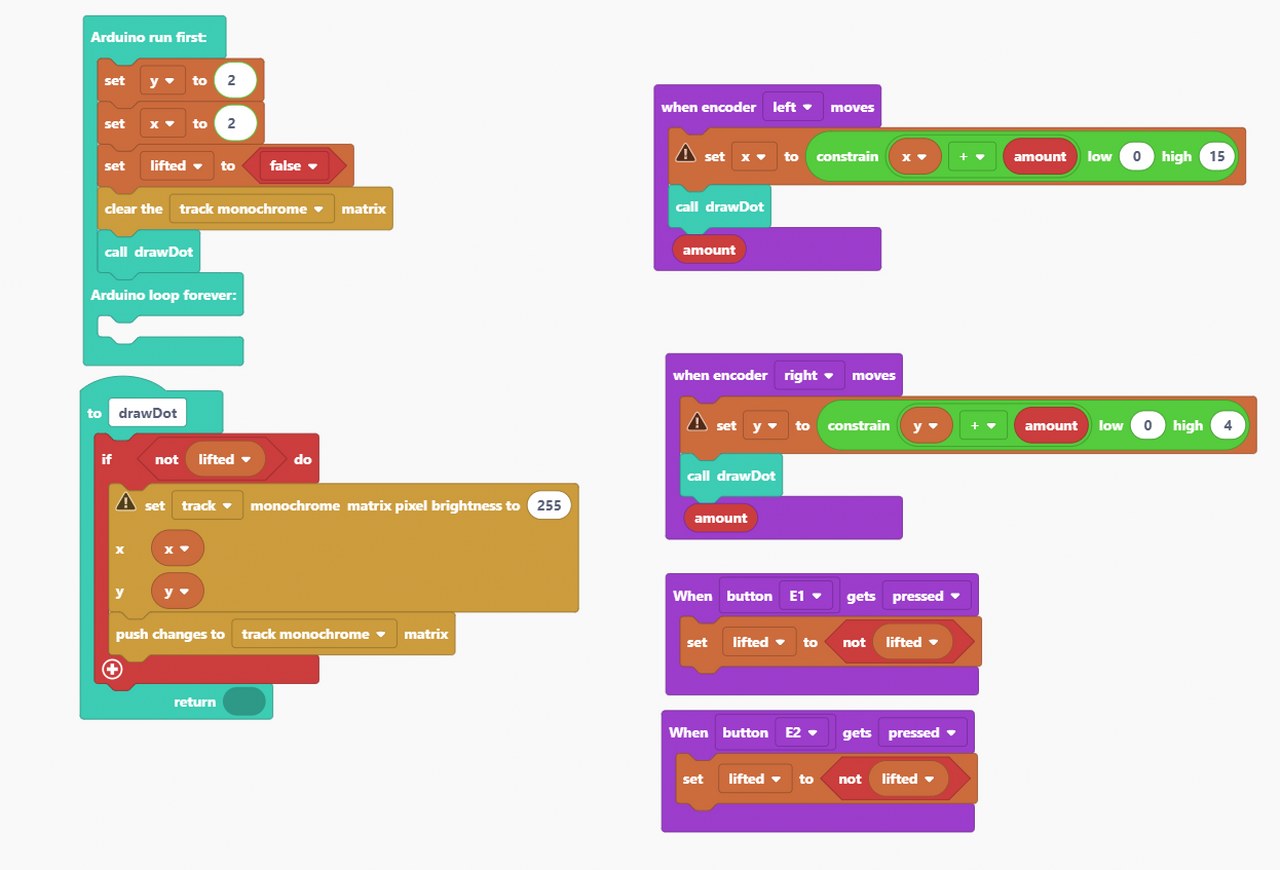 Arduino run first:
set y to 2
set x to 2
set lifted to false
clear the track monochrome matrix
call drawDot
Arduino loop forever:
to drawDot
if not lifted do
set track monochrome matrix pixel brightness to 255
x x
y y
push changes to track monochrome matrix
return
when encoder left moves
set x to constrain x + amount low 0 high 15
call drawDot
amount
when encoder right moves
set y to constrain y + amount low 0 high 4
call drawDot
amount
When button E1 gets pressed
set lifted to not lifted
When button E2 gets pressed
set lifted to not lifted